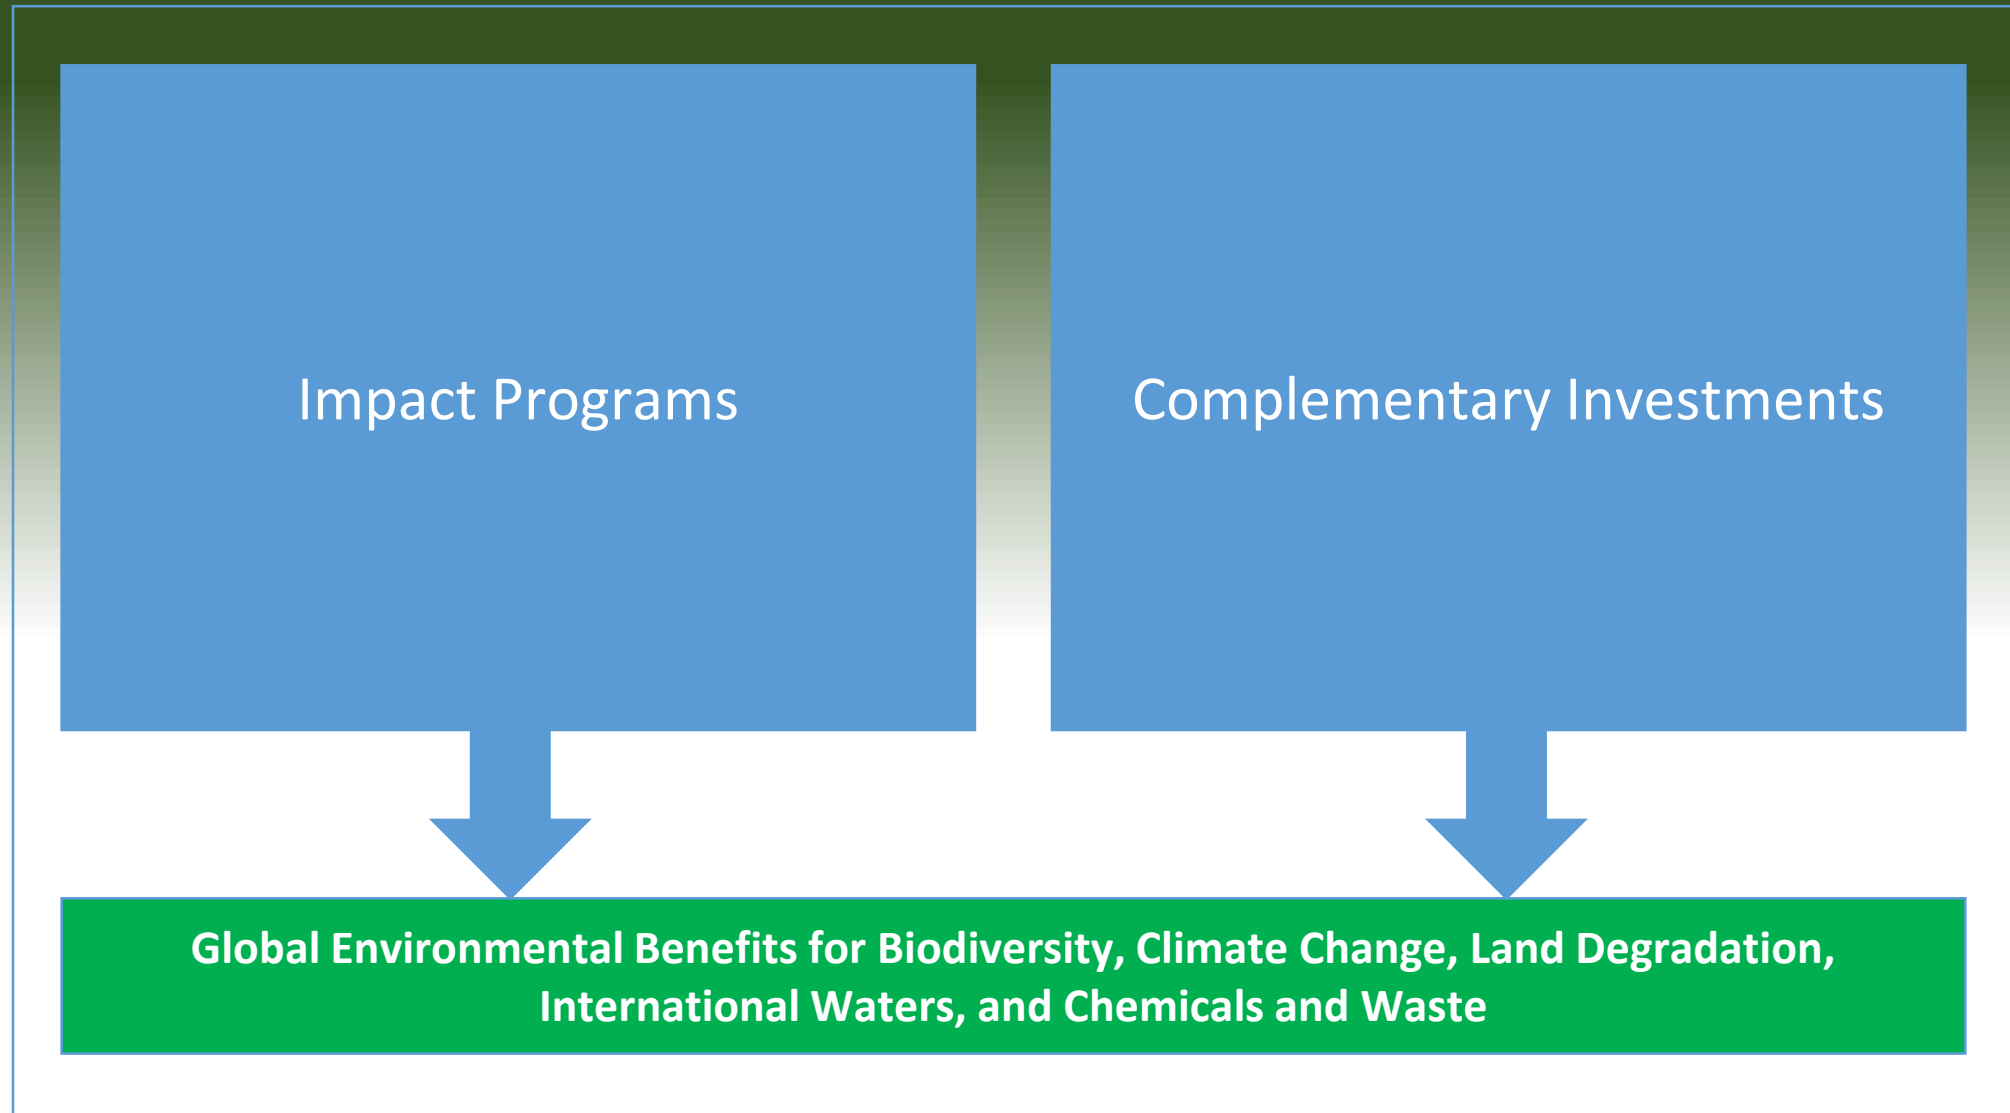 Impact Programs
Complementary Investments
Global Environmental Benefits for Biodiversity, Climate Change, Land Degradation,
International Waters, and Chemicals and Waste